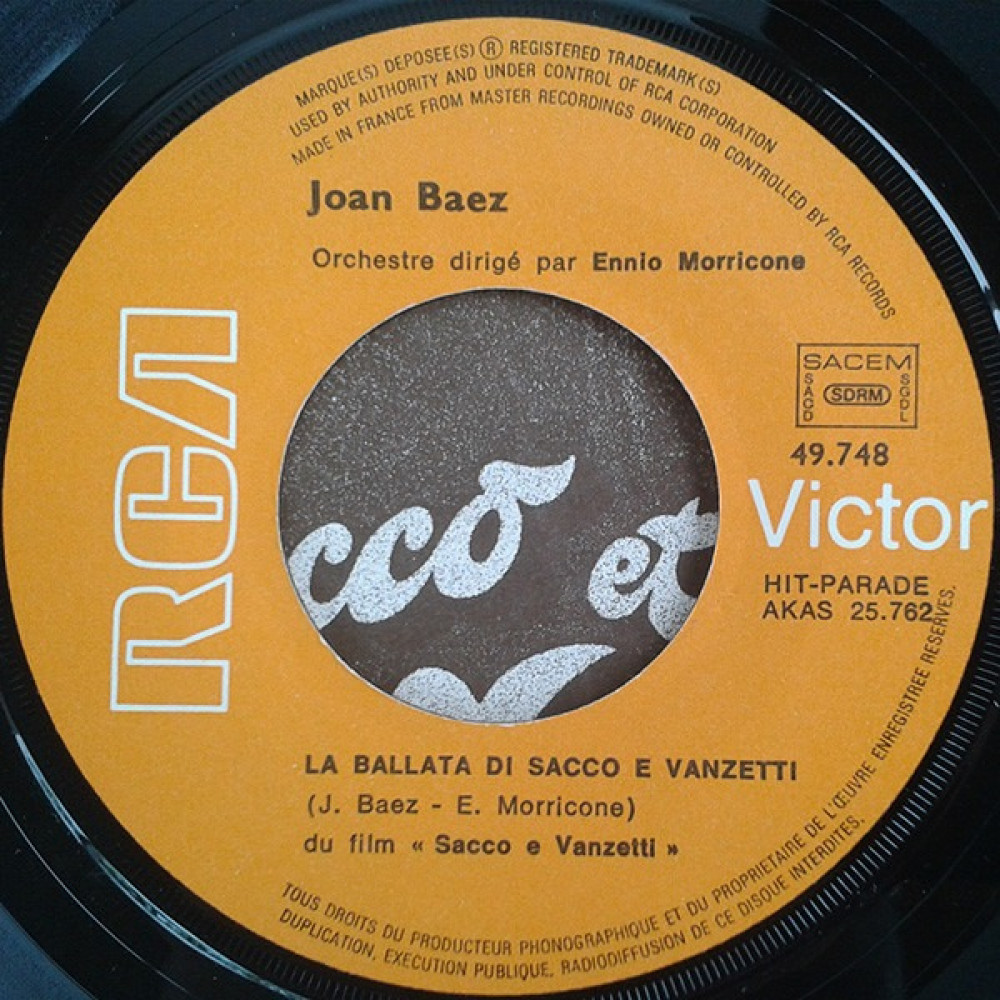 MARQUE(S) DEPOSEE(S) ® REGISTERED TRADEMARK(S)
USED BY AUTHORITY AND UNDER CONTROL OF RCA CORPORATION
MADE IN FRANCE FROM MASTER RECORDINGS OWNED OR CONTROLLED BY RCA RECORDS
Joan Baez
Orchestre dirigé par Ennio Morricone
RCA
SACEM
SACD
SDRM
SGDL
49.748
Victor
HIT-PARADE
AKAS 25.762
cco et
LA BALLATA DI SACCO E VANZETTI
(J. Baez - E. Morricone)
du film « Sacco e Vanzetti »
TOUS DROITS DU PRODUCTEUR PHONOGRAPHIQUE ET DU PROPRIETAIRE DE L'ŒUVRE ENREGISTREE RESERVES.
DUPLICATION, EXECUTION PUBLIQUE, RADIODIFFUSION DE CE DISQUE INTERDITES.